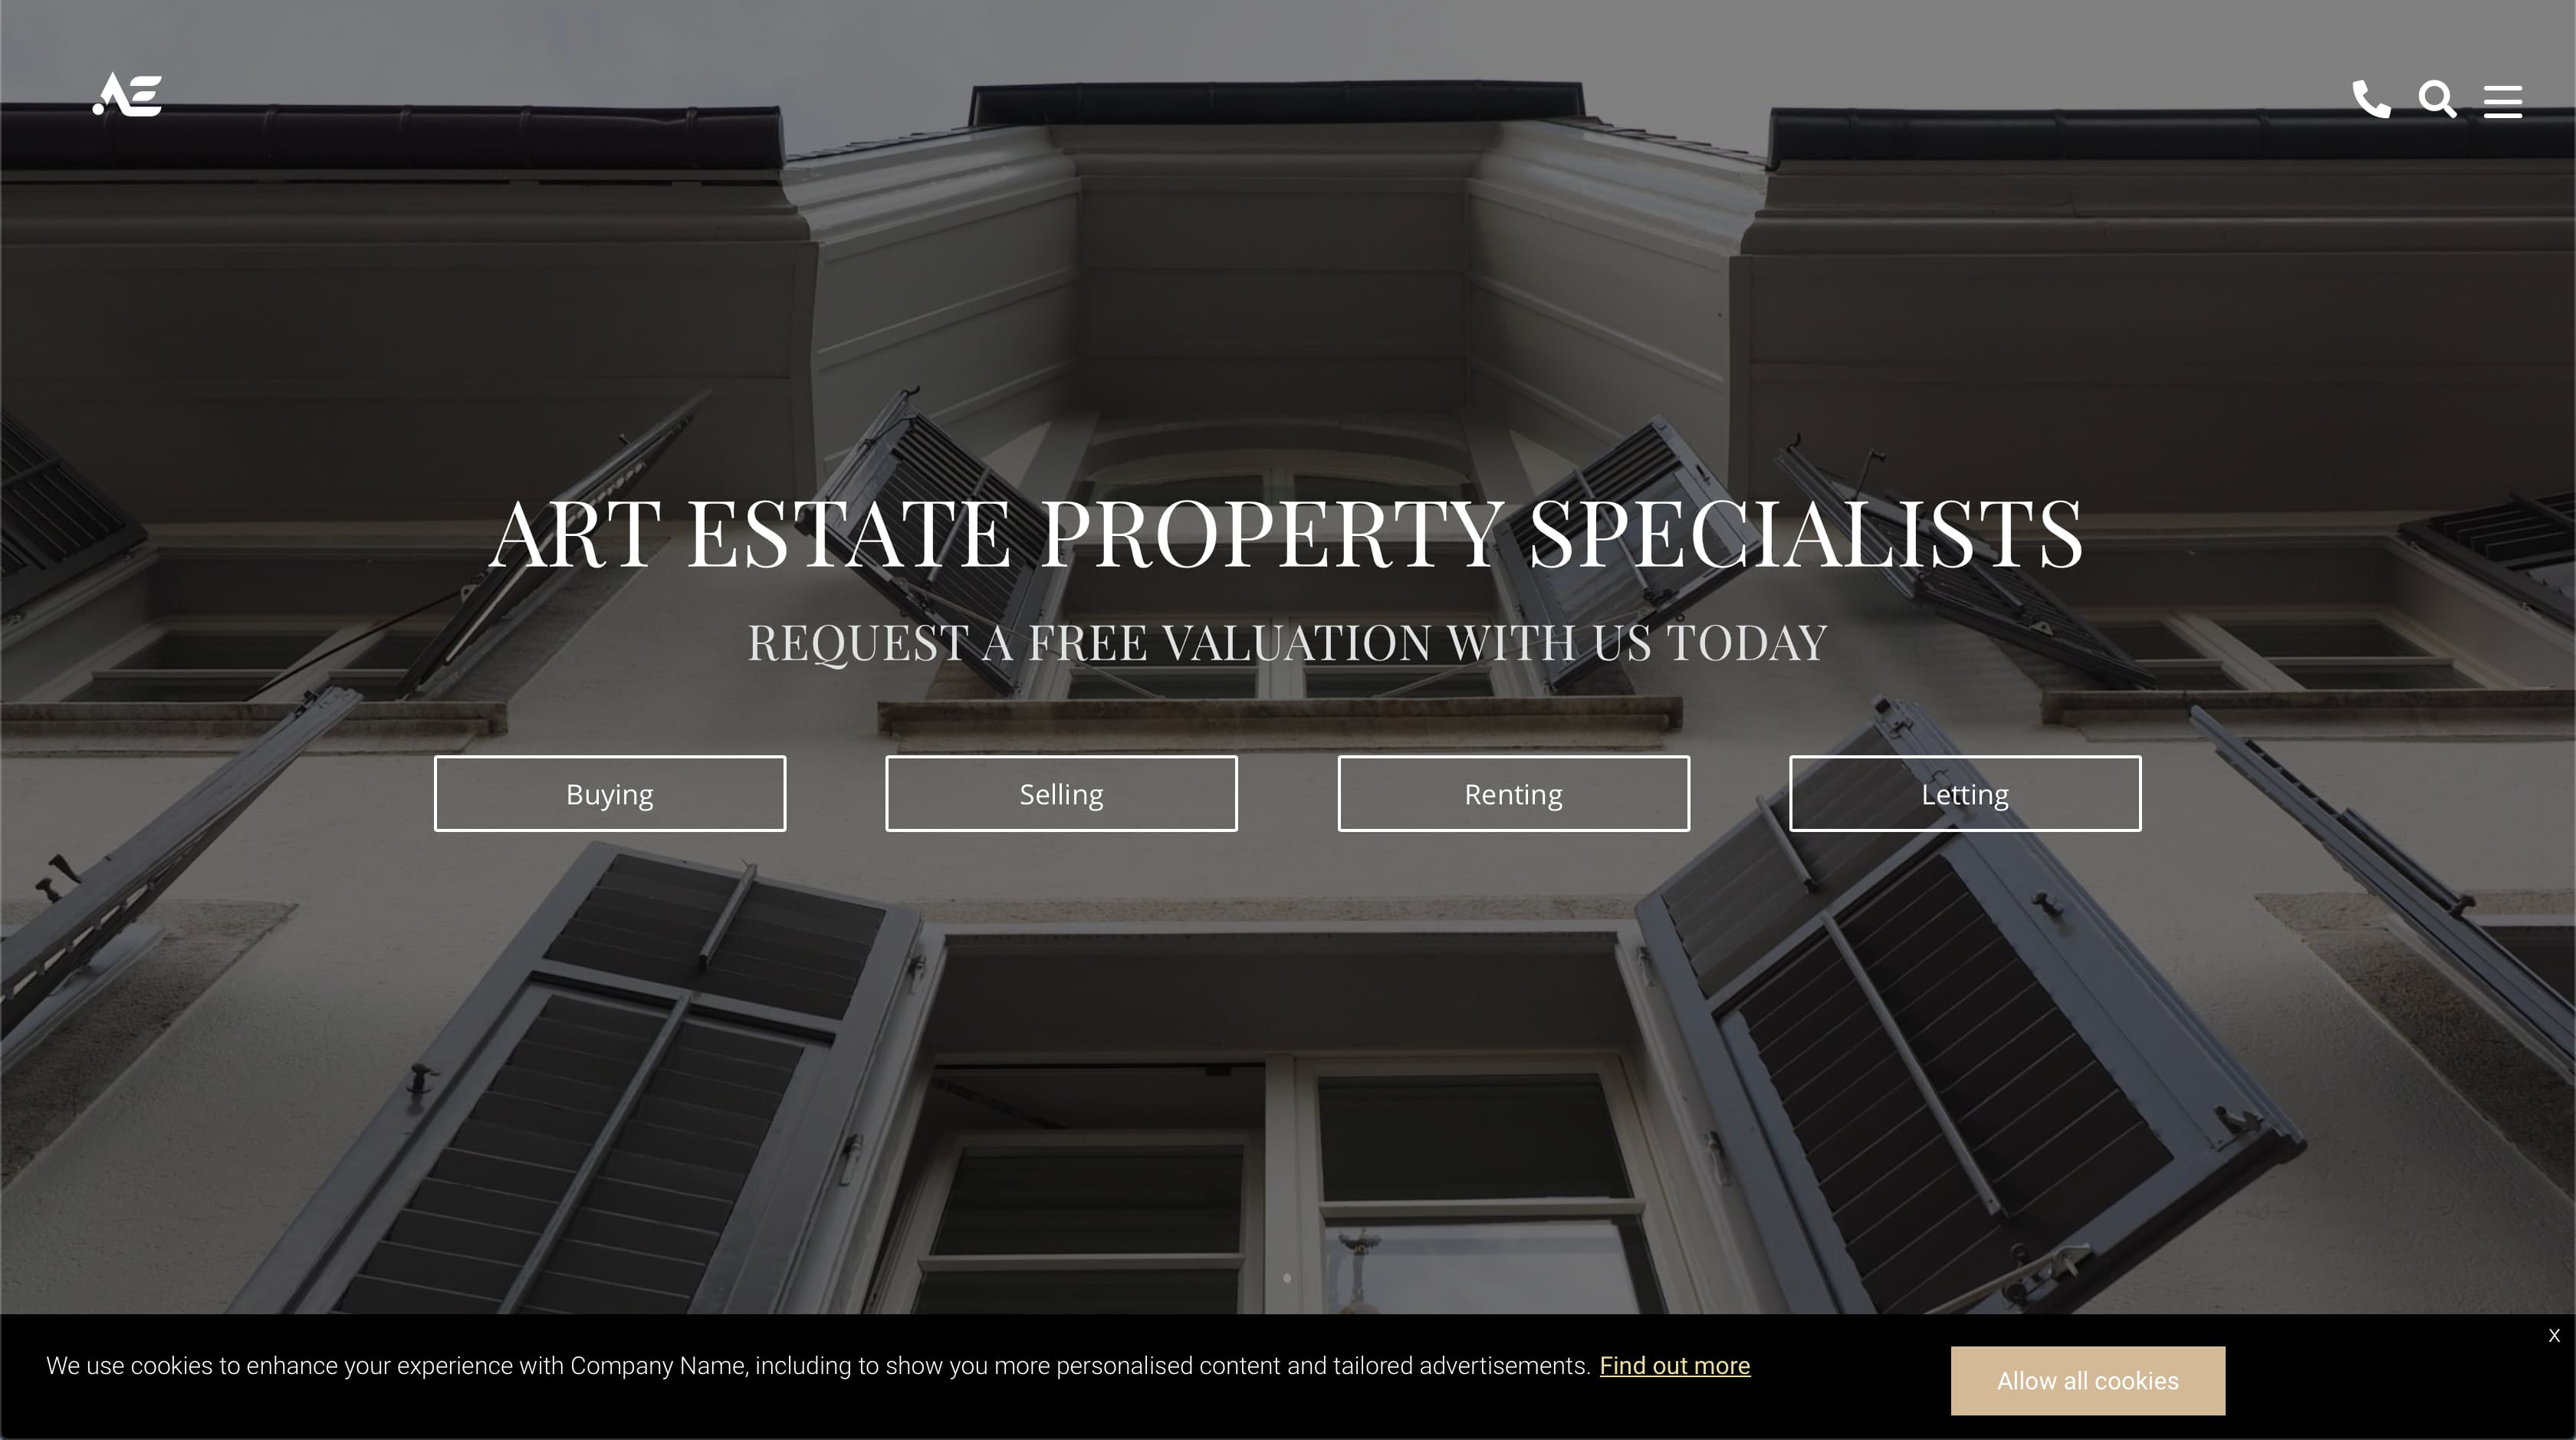 AE
ART ESTATE PROPERTY SPECIALISTS
REQUEST A FREE VALUATION WITH US TODAY
Buying
Selling
Renting
Letting
x
We use cookies to enhance your experience with Company Name, including to show you more personalised content and tailored advertisements. Find out more
Allow all cookies